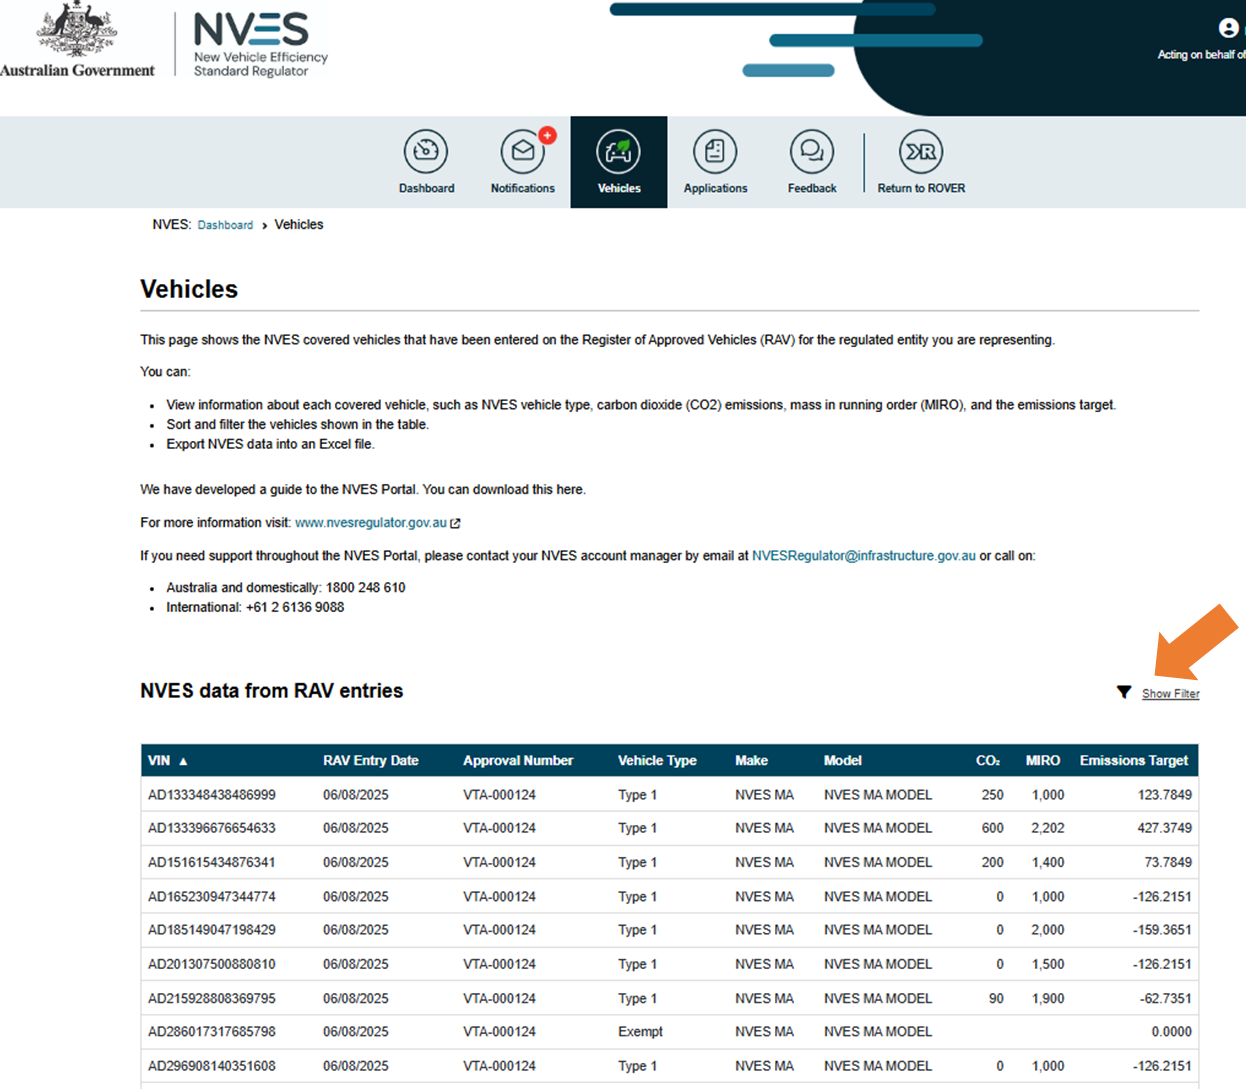 Australian Government
NVES
New Vehicle Efficiency
Standard Regulator
Acting on behalf of
Dashboard
Notifications
Vehicles
Applications
Feedback
Return to ROVER
NVES: Dashboard › Vehicles
Vehicles
This page shows the NVES covered vehicles that have been entered on the Register of Approved Vehicles (RAV) for the regulated entity you are representing.
You can:
• View information about each covered vehicle, such as NVES vehicle type, carbon dioxide (CO2) emissions, mass in running order (MIRO), and the emissions target.
• Sort and filter the vehicles shown in the table.
• Export NVES data into an Excel file.
We have developed a guide to the NVES Portal. You can download this here.
For more information visit: www.nvesregulator.gov.au
If you need support throughout the NVES Portal, please contact your NVES account manager by email at NVESRegulator@infrastructure.gov.au or call on:
• Australia and domestically: 1800 248 610
• International: +61 2 6136 9088
NVES data from RAV entries
Show Filter
VIN ▲ RAV Entry Date Approval Number Vehicle Type Make Model CO₂ MIRO Emissions Target
AD133348438486999 06/08/2025 VTA-000124 Type 1 NVES MA NVES MA MODEL 250 1,000 123.7849
AD133396676654633 06/08/2025 VTA-000124 Type 1 NVES MA NVES MA MODEL 600 2,202 427.3749
AD151615434876341 06/08/2025 VTA-000124 Type 1 NVES MA NVES MA MODEL 200 1,400 73.7849
AD165230947344774 06/08/2025 VTA-000124 Type 1 NVES MA NVES MA MODEL 0 1,000 -126.2151
AD185149047198429 06/08/2025 VTA-000124 Type 1 NVES MA NVES MA MODEL 0 2,000 -159.3651
AD201307500880810 06/08/2025 VTA-000124 Type 1 NVES MA NVES MA MODEL 0 1,500 -126.2151
AD215928808369795 06/08/2025 VTA-000124 Type 1 NVES MA NVES MA MODEL 90 1,900 -62.7351
AD286017317685798 06/08/2025 VTA-000124 Exempt NVES MA NVES MA MODEL 0.0000
AD296908140351608 06/08/2025 VTA-000124 Type 1 NVES MA NVES MA MODEL 0 1,000 -126.2151